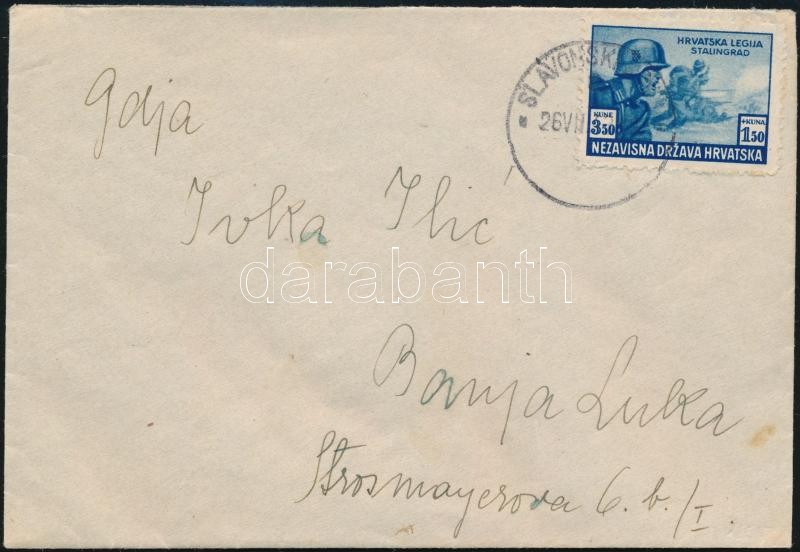 HRVATSKA LEGIJA
STALINGRAD
SLAVONSKI
26 VII
KUNE
3.50
+KUNA
1.50
NEZAVISNA DRŽAVA HRVATSKA
Gdja
Ivka Ilić
darabanth
Banja Luka
Strosmayerova 6. b./I.